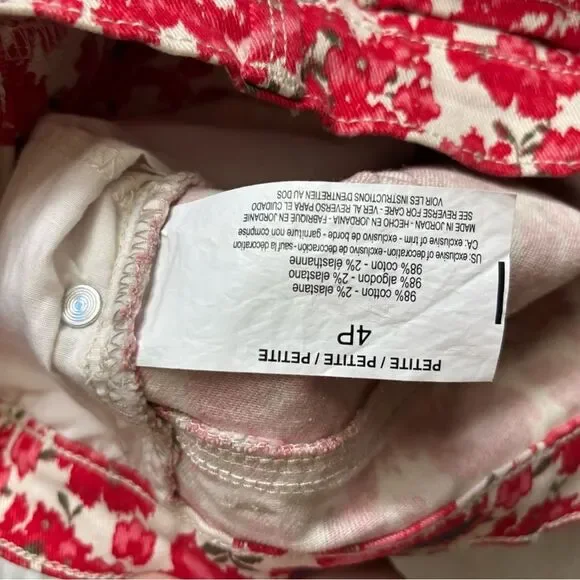 PETITE / PETITE / PETITE
4P
98% cotton - 2% elastane
98% algodon - 2% elastano
98% coton - 2% élasthanne
US: exclusive of decoration - exclusivo de decoración - sauf la décoration
CA: exclusive of trim - exclusivo de borde - garniture non comprise
MADE IN JORDAN - HECHO EN JORDANIA - FABRIQUÉ EN JORDANIE
SEE REVERSE FOR CARE - VER AL REVERSO PARA EL CUIDADO
VOIR LES INSTRUCTIONS D'ENTRETIEN AU DOS